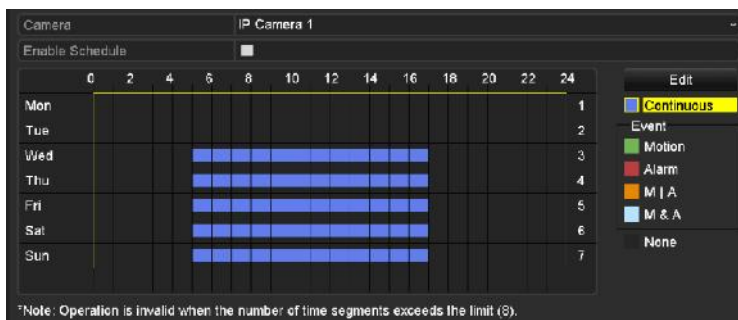 Camera IP Camera 1
Enable Schedule
0 2 4 6 8 10 12 14 16 18 20 22 24
Edit
Mon 1
Continuous
Tue 2
Event
Wed 3
Motion
Thu 4
Alarm
Fri 5
M | A
Sat 6
M & A
Sun 7
None
*Note: Operation is invalid when the number of time segments exceeds the limit (8).